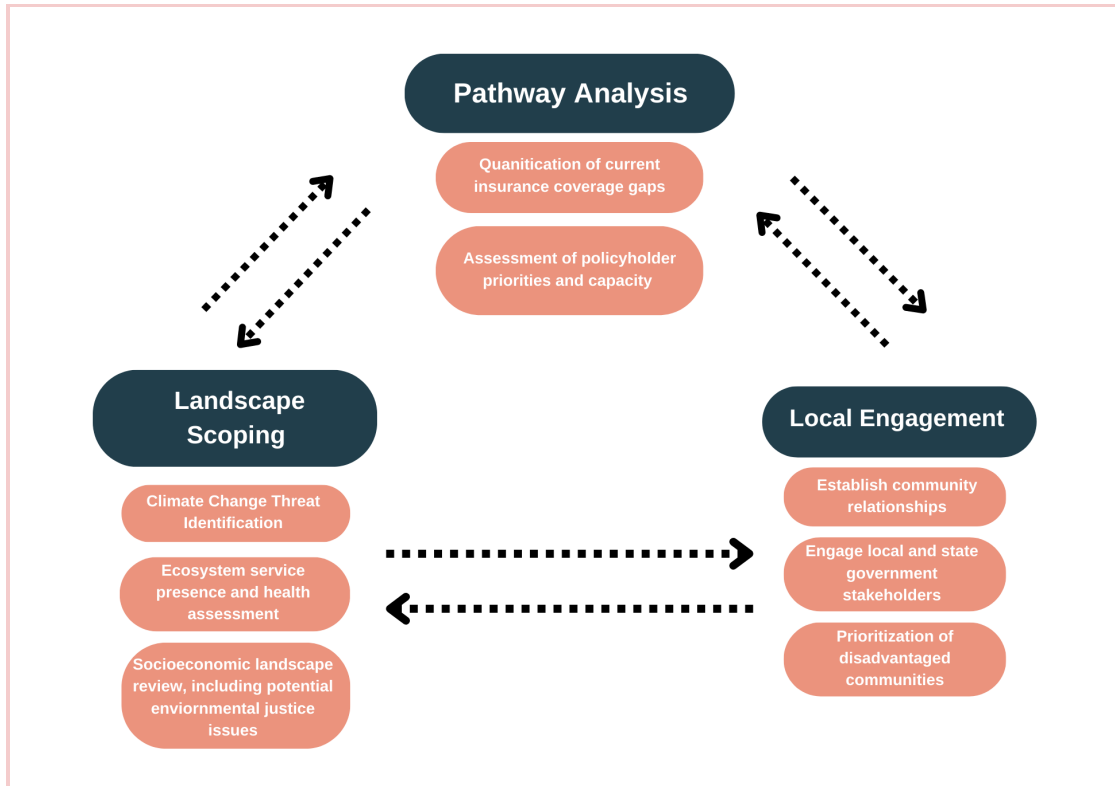 Pathway Analysis
Quanitication of current
insurance coverage gaps
Assessment of policyholder
priorities and capacity
Landscape
Scoping
Climate Change Threat
Identification
Ecosystem service
presence and health
assessment
Socioeconomic landscape
review, including potential
enviornmental justice
issues
Local Engagement
Establish community
relationships
Engage local and state
government
stakeholders
Prioritization of
disadvantaged
communities